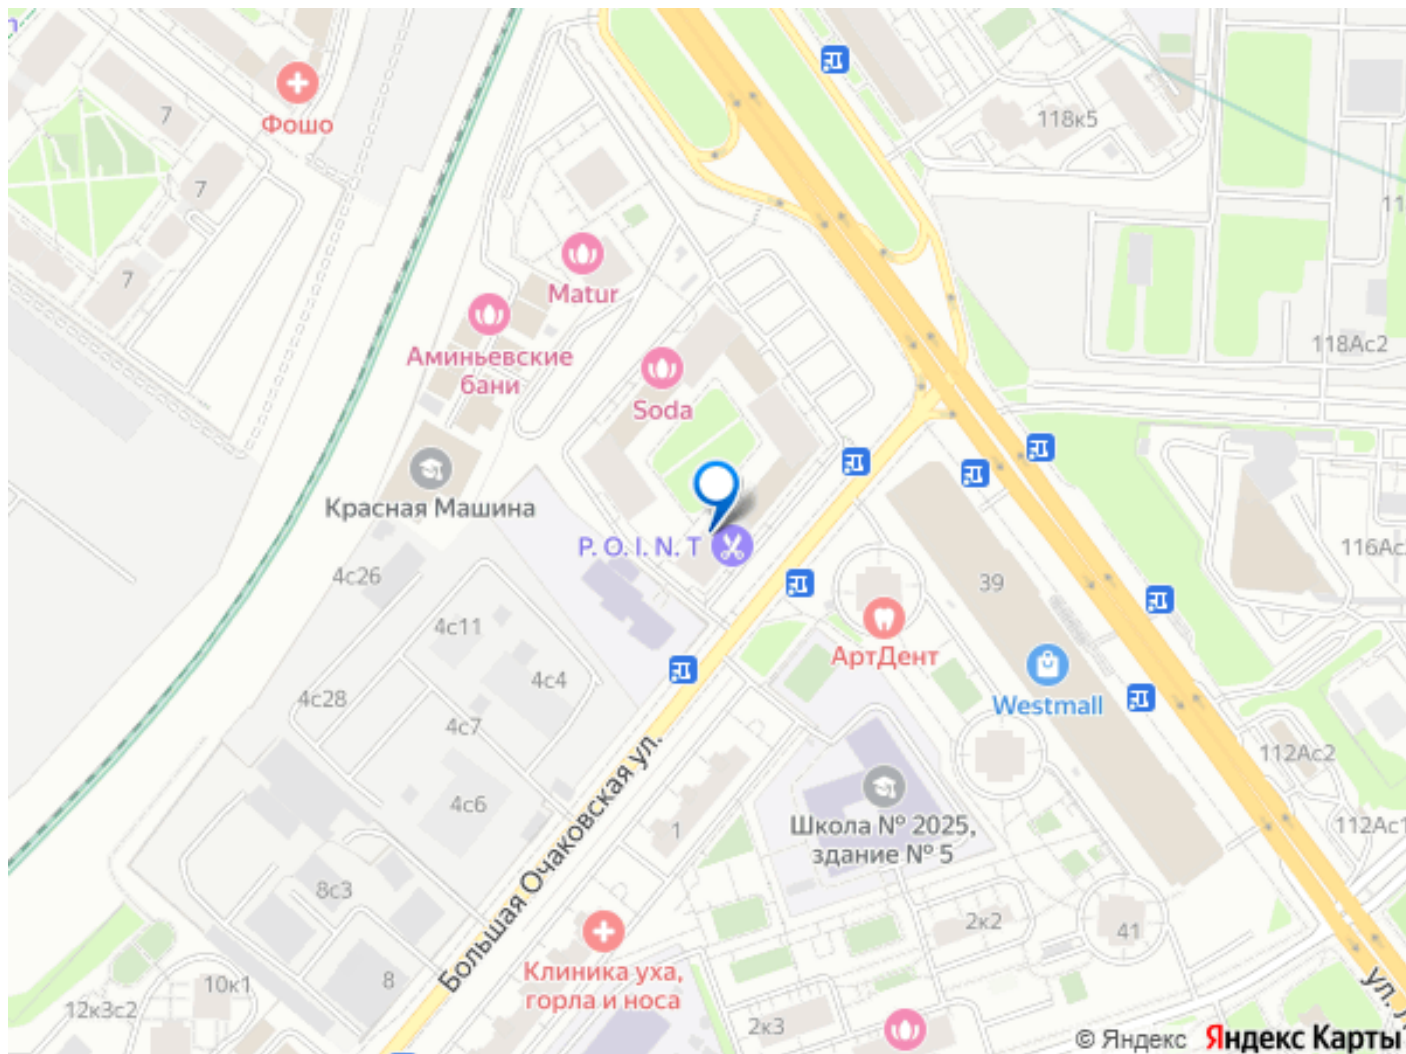 7
Фошо
7
7
118к5
Matur
Аминьевские
бани
Soda
118Ас2
Красная Машина
P. O. I. N. T
4с26
4с11
4с4
4с28
4с7
4с6
39
116Ас
АртДент
Westmall
112Ас2
112Ас1
Школа № 2025,
здание № 5
1
Большая Очаковская ул.
8с3
8
10к1
12к3с2
Клиника уха,
горла и носа
2к2
41
2к3
ул.
© Яндекс Яндекс Карты